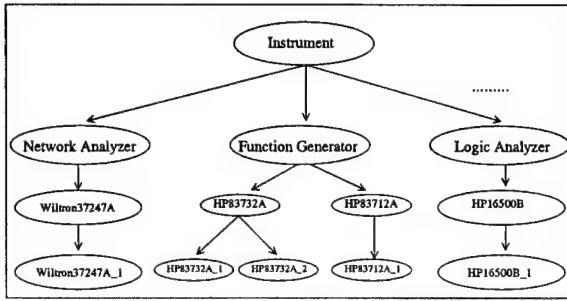 Instrument
..........
Network Analyzer
Function Generator
Logic Analyzer
Wiltron37247A
HP83732A
HP83712A
HP16500B
Wiltron37247A_1
HP83732A_1
HP83732A_2
HP83712A_1
HP16500B_1